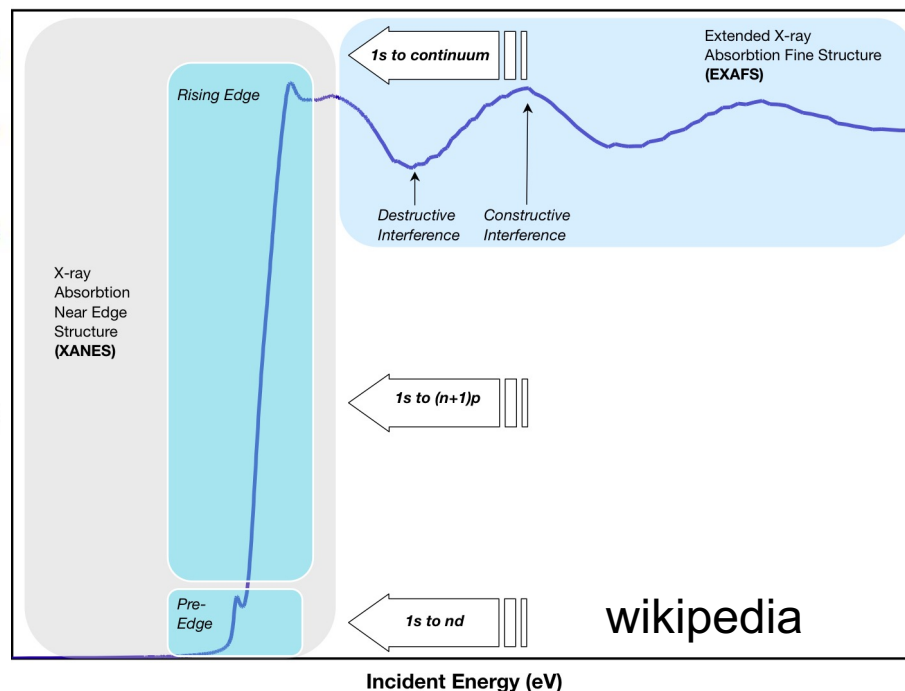 1s to continuum
Extended X-ray
Absorbtion Fine Structure
(EXAFS)
Rising Edge
Destructive
Interference
Constructive
Interference
X-ray
Absorbtion
Near Edge
Structure
(XANES)
1s to (n+1)p
Pre-
Edge
1s to nd
wikipedia
Incident Energy (eV)